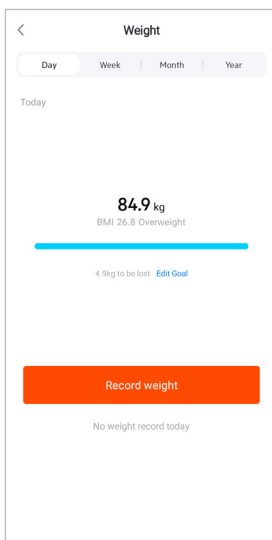 Weight
Day Week Month Year
Today
84.9 kg
BMI 26.8 Overweight
4.9kg to be lost Edit Goal
Record weight
No weight record today